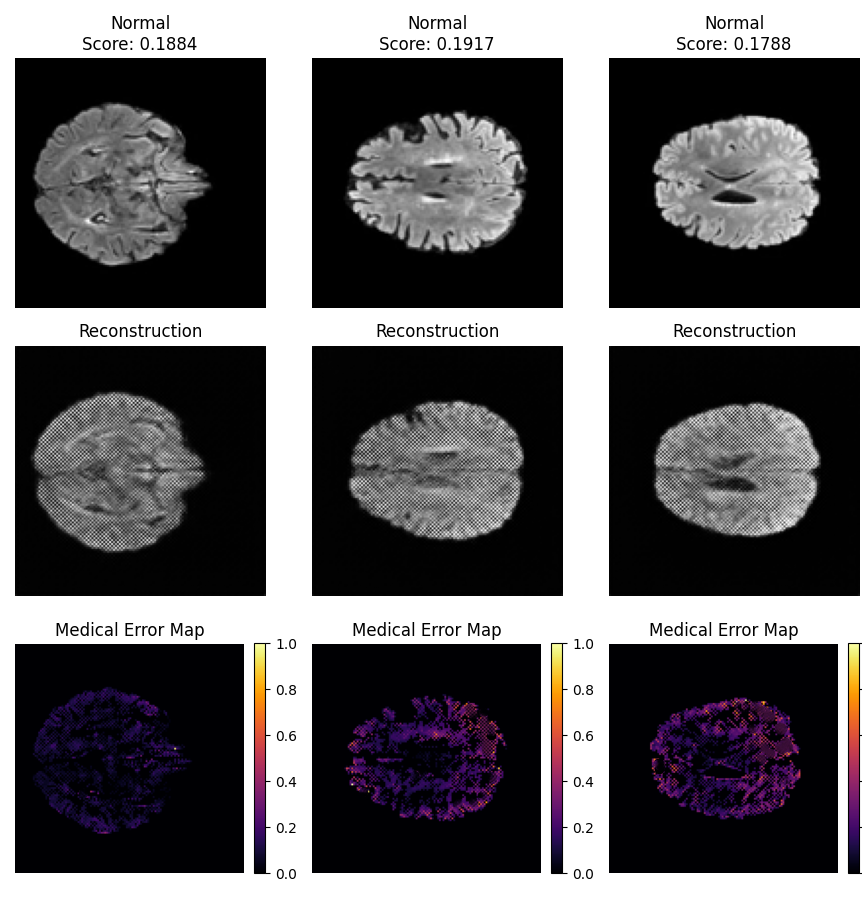 Normal
Score: 0.1884
Normal
Score: 0.1917
Normal
Score: 0.1788
Reconstruction
Reconstruction
Reconstruction
Medical Error Map
Medical Error Map
Medical Error Map
1.0
0.8
0.6
0.4
0.2
0.0
1.0
0.8
0.6
0.4
0.2
0.0